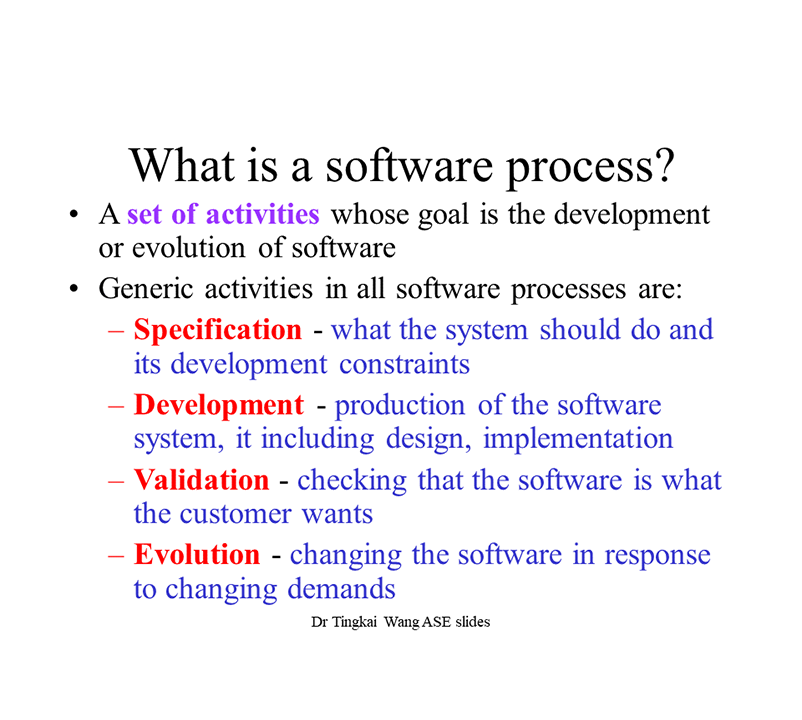 What is a software process?
• A set of activities whose goal is the development
or evolution of software
• Generic activities in all software processes are:
– Specification - what the system should do and
its development constraints
– Development - production of the software
system, it including design, implementation
– Validation - checking that the software is what
the customer wants
– Evolution - changing the software in response
to changing demands
Dr Tingkai Wang ASE slides